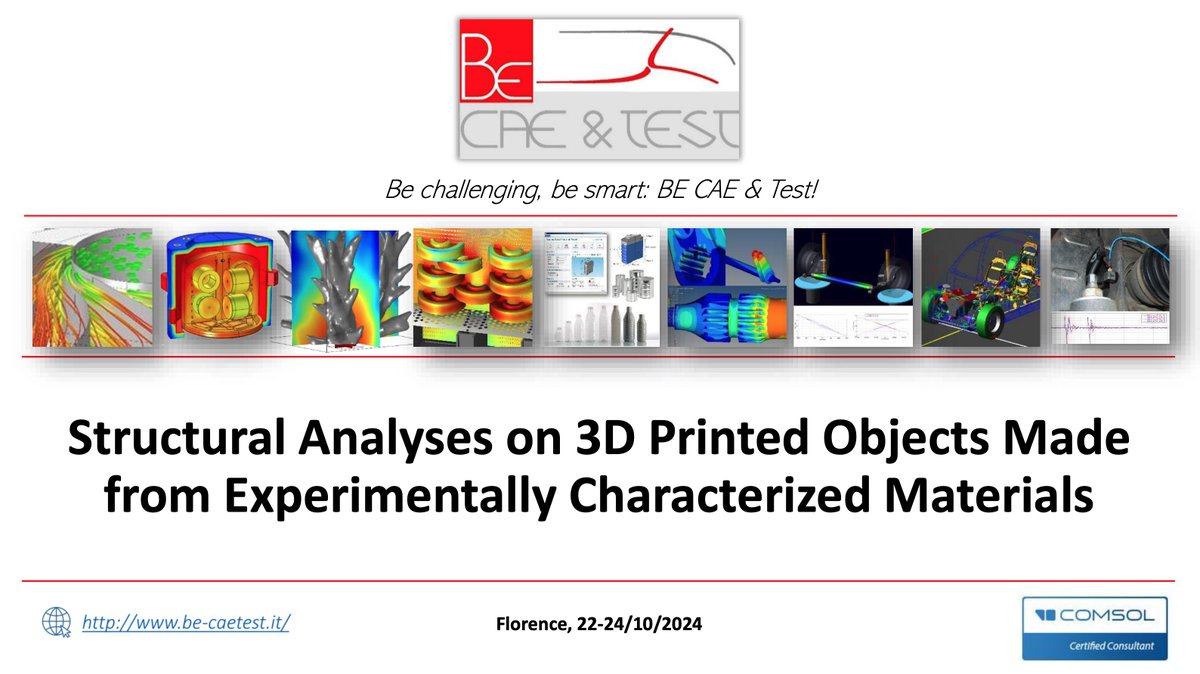 BE
CAE & TEST
Be challenging, be smart: BE CAE & Test!
Structural Analyses on 3D Printed Objects Made
from Experimentally Characterized Materials
http://www.be-caetest.it/
Florence, 22-24/10/2024
COMSOL
Certified Consultant